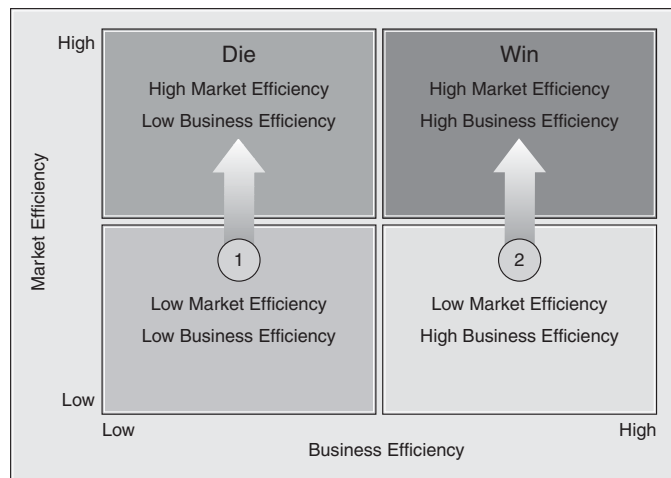 High
Die
High Market Efficiency
Low Business Efficiency
Win
High Market Efficiency
High Business Efficiency
Market Efficiency
1
Low Market Efficiency
Low Business Efficiency
2
Low Market Efficiency
High Business Efficiency
Low
Low
High
Business Efficiency